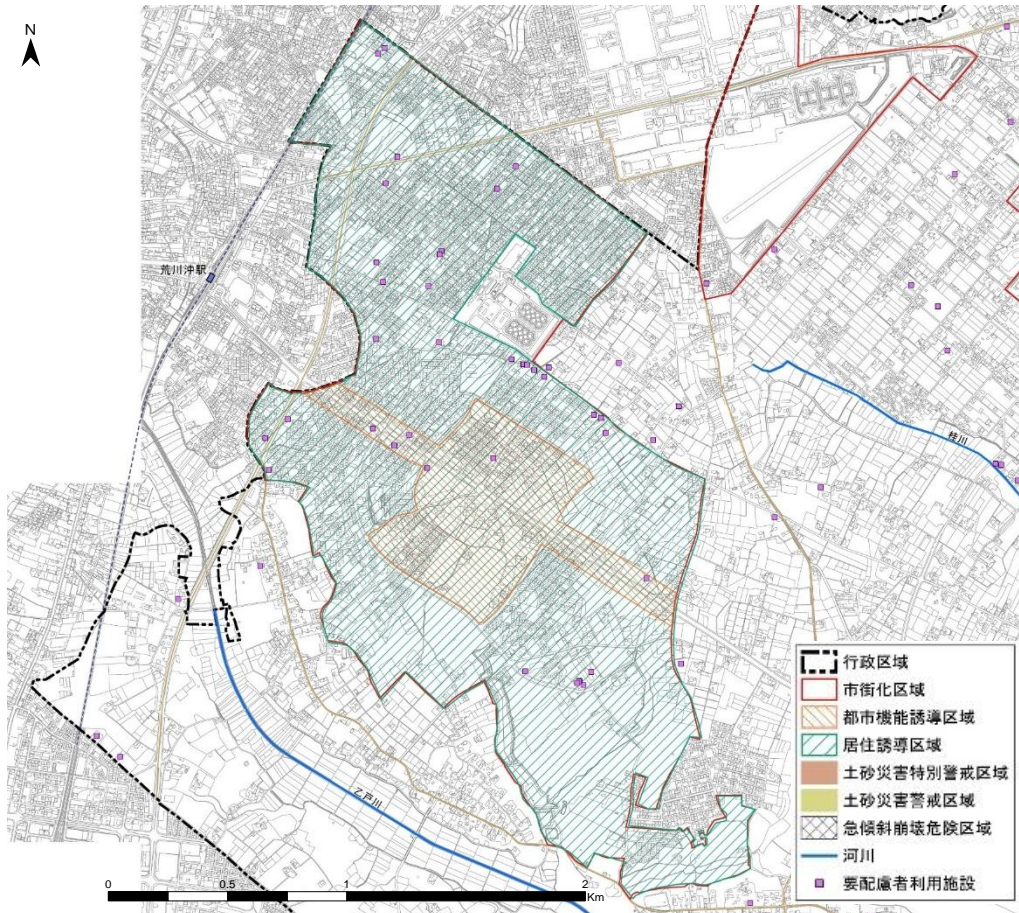 N
荒川沖駅
桂川
乙戸川
行政区域
市街化区域
都市機能誘導区域
居住誘導区域
土砂災害特別警戒区域
土砂災害警戒区域
急傾斜崩壊危険区域
河川
要配慮者利用施設
0 0.5 1 2
Km